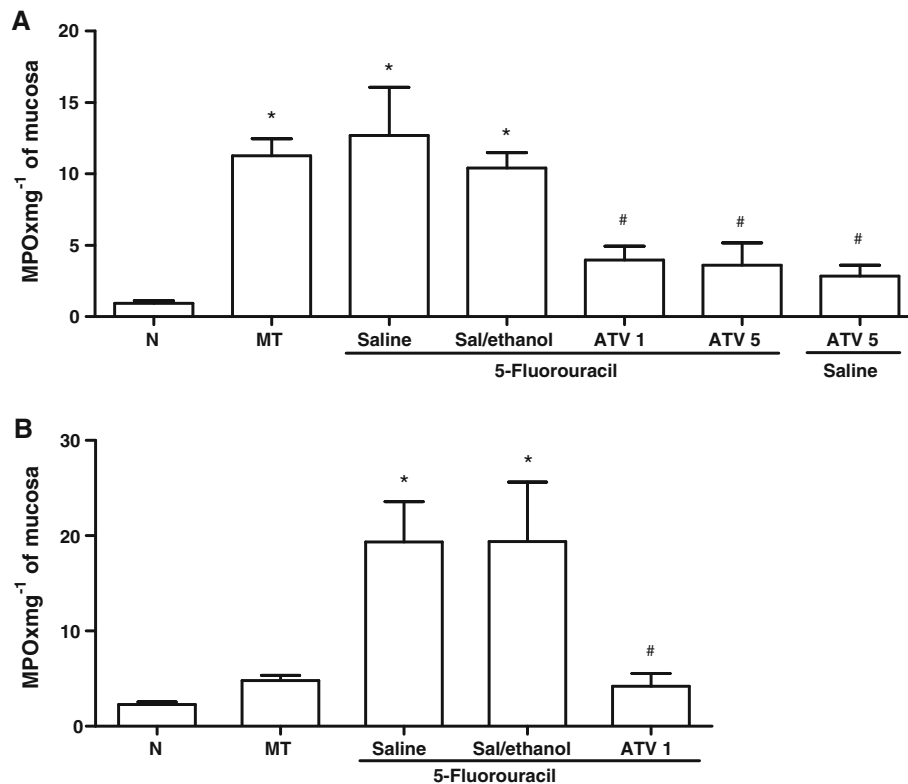 A
MPOxmg⁻¹ of mucosa
20
15
10
5
0
*
*
*
#
#
#
N MT Saline Sal/ethanol ATV 1 ATV 5 ATV 5
5-Fluorouracil Saline
B
MPOxmg⁻¹ of mucosa
30
20
10
0
*
*
#
N MT Saline Sal/ethanol ATV 1
5-Fluorouracil